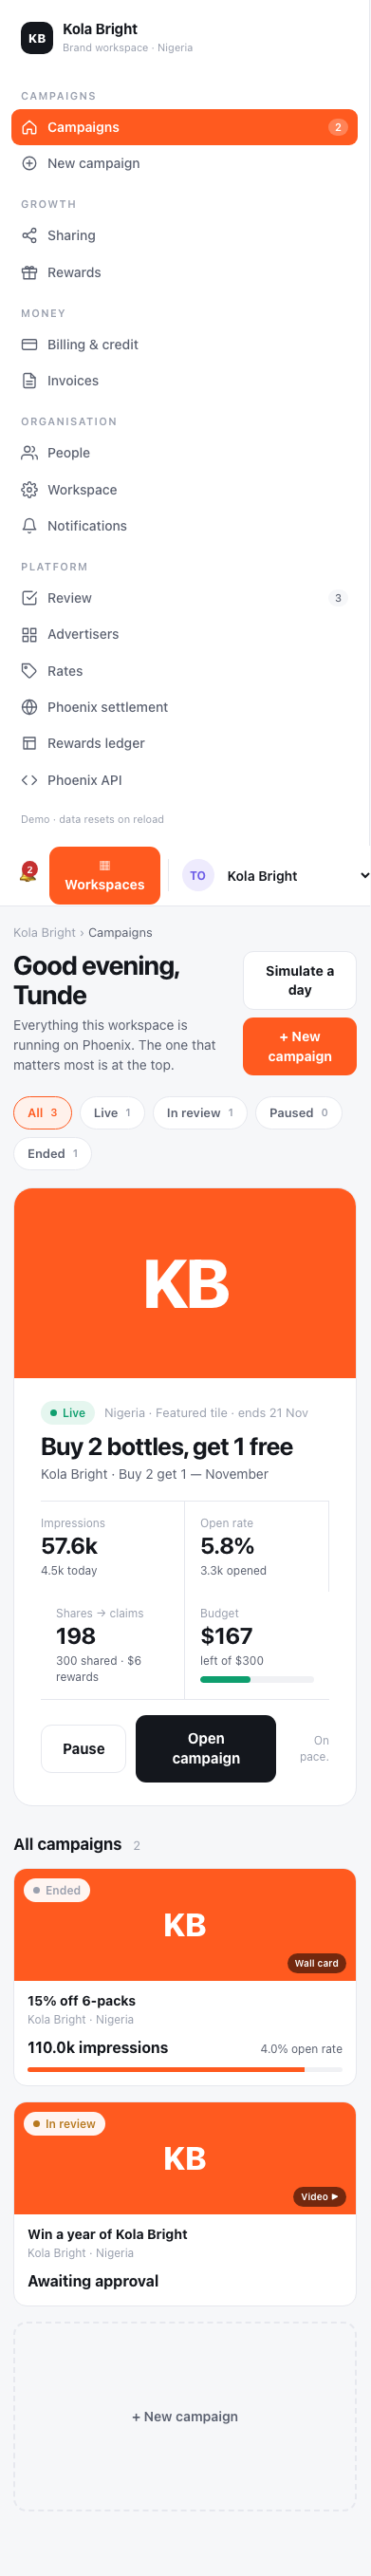 KB
Kola Bright
Brand workspace · Nigeria
CAMPAIGNS
Campaigns 2
New campaign
GROWTH
Sharing
Rewards
MONEY
Billing & credit
Invoices
ORGANISATION
People
Workspace
Notifications
PLATFORM
Review 3
Advertisers
Rates
Phoenix settlement
Rewards ledger
Phoenix API
Demo · data resets on reload
2
Workspaces
TO
Kola Bright
Kola Bright › Campaigns
Good evening,
Tunde
Everything this workspace is
running on Phoenix. The one that
matters most is at the top.
Simulate a
day
+ New
campaign
All 3
Live 1
In review 1
Paused 0
Ended 1
KB
Live
Nigeria · Featured tile · ends 21 Nov
Buy 2 bottles, get 1 free
Kola Bright · Buy 2 get 1 — November
Impressions
57.6k
4.5k today
Open rate
5.8%
3.3k opened
Shares → claims
198
300 shared · $6
rewards
Budget
$167
left of $300
Pause
Open
campaign
On
pace.
All campaigns 2
Ended
KB
Wall card
15% off 6-packs
Kola Bright · Nigeria
110.0k impressions
4.0% open rate
In review
KB
Video ▶
Win a year of Kola Bright
Kola Bright · Nigeria
Awaiting approval
+ New campaign